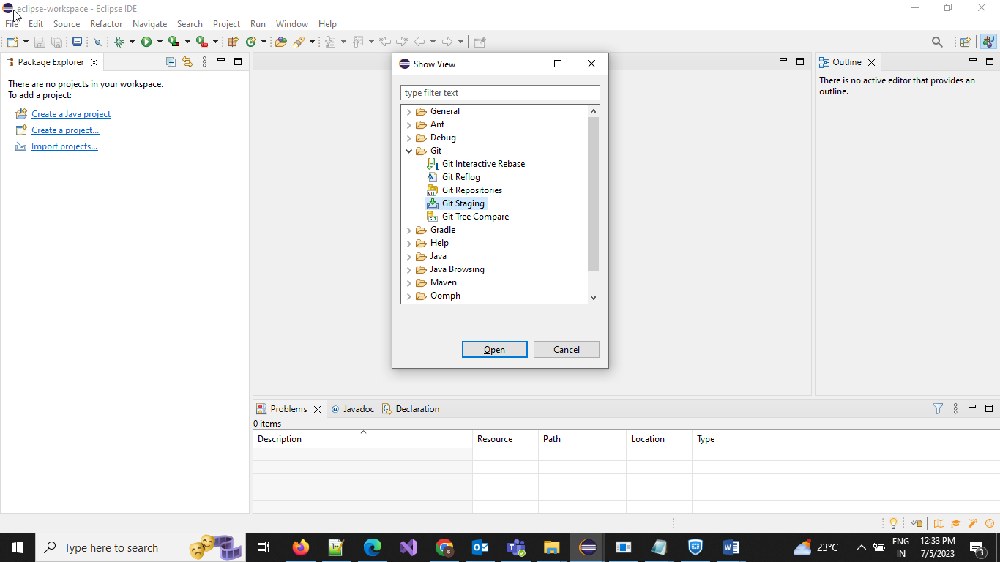 eclipse-workspace - Eclipse IDE
File Edit Source Refactor Navigate Search Project Run Window Help
Package Explorer
There are no projects in your workspace.
To add a project:
Create a Java project
Create a project...
Import projects...
Show View
type filter text
General
Ant
Debug
Git
Git Interactive Rebase
Git Reflog
Git Repositories
Git Staging
Git Tree Compare
Gradle
Help
Java
Java Browsing
Maven
Oomph
Open Cancel
Outline
There is no active editor that provides an
outline.
Problems @ Javadoc Declaration
0 items
Description Resource Path Location Type
Type here to search
23°C
ENG
IN
12:33 PM
7/5/2023
3